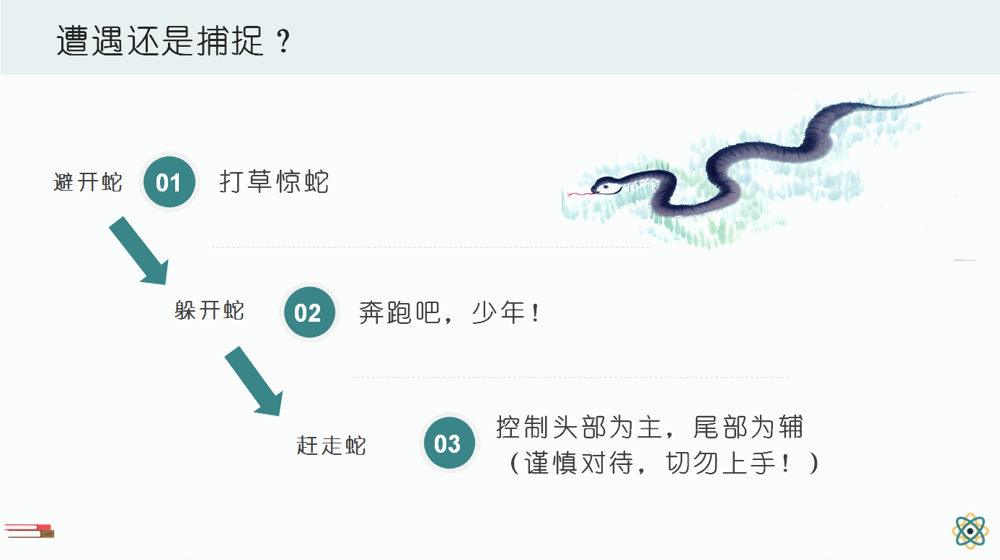 遭遇还是捕捉？
避开蛇 01 打草惊蛇
躲开蛇 02 奔跑吧，少年！
赶走蛇 03 控制头部为主，尾部为辅
（谨慎对待，切勿上手！）